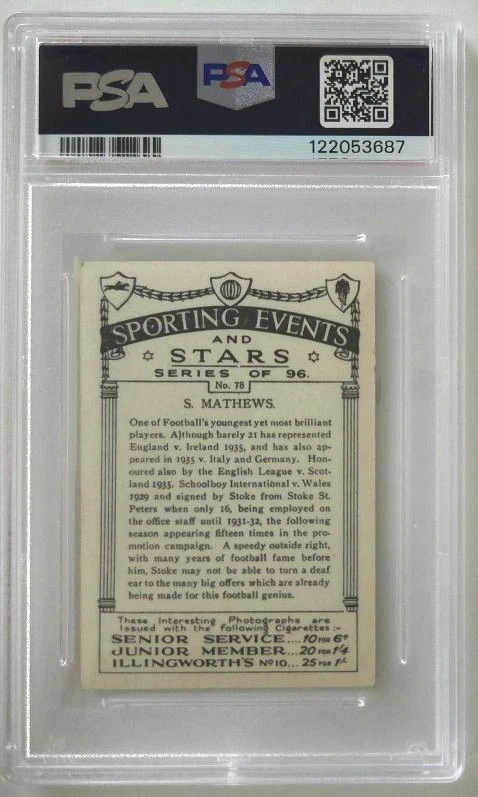 PSA
PSA
122053687
SPORTING EVENTS
AND
STARS
SERIES OF 96.
No. 78
S. MATHEWS.
One of Football's youngest yet most brilliant
players. Although barely 21 has represented
England v. Ireland 1935, and has also ap-
peared in 1935 v. Italy and Germany. Hon-
oured also by the English League v. Scot-
land 1935. Schoolboy International v. Wales
1929 and signed by Stoke from Stoke St.
Peters when only 16, being employed on
the office staff until 1931-32, the following
season appearing fifteen times in the pro-
motion campaign. A speedy outside right,
with many years of football fame before
him, Stoke may not be able to turn a deaf
ear to the many big offers which are already
being made for this football genius.
These Interesting Photographs are
Issued with the following Cigarettes :-
SENIOR SERVICE.... 10 FOR 6d
JUNIOR MEMBER... 20 FOR 1/4
ILLINGWORTH'S No10... 25 FOR 1/-